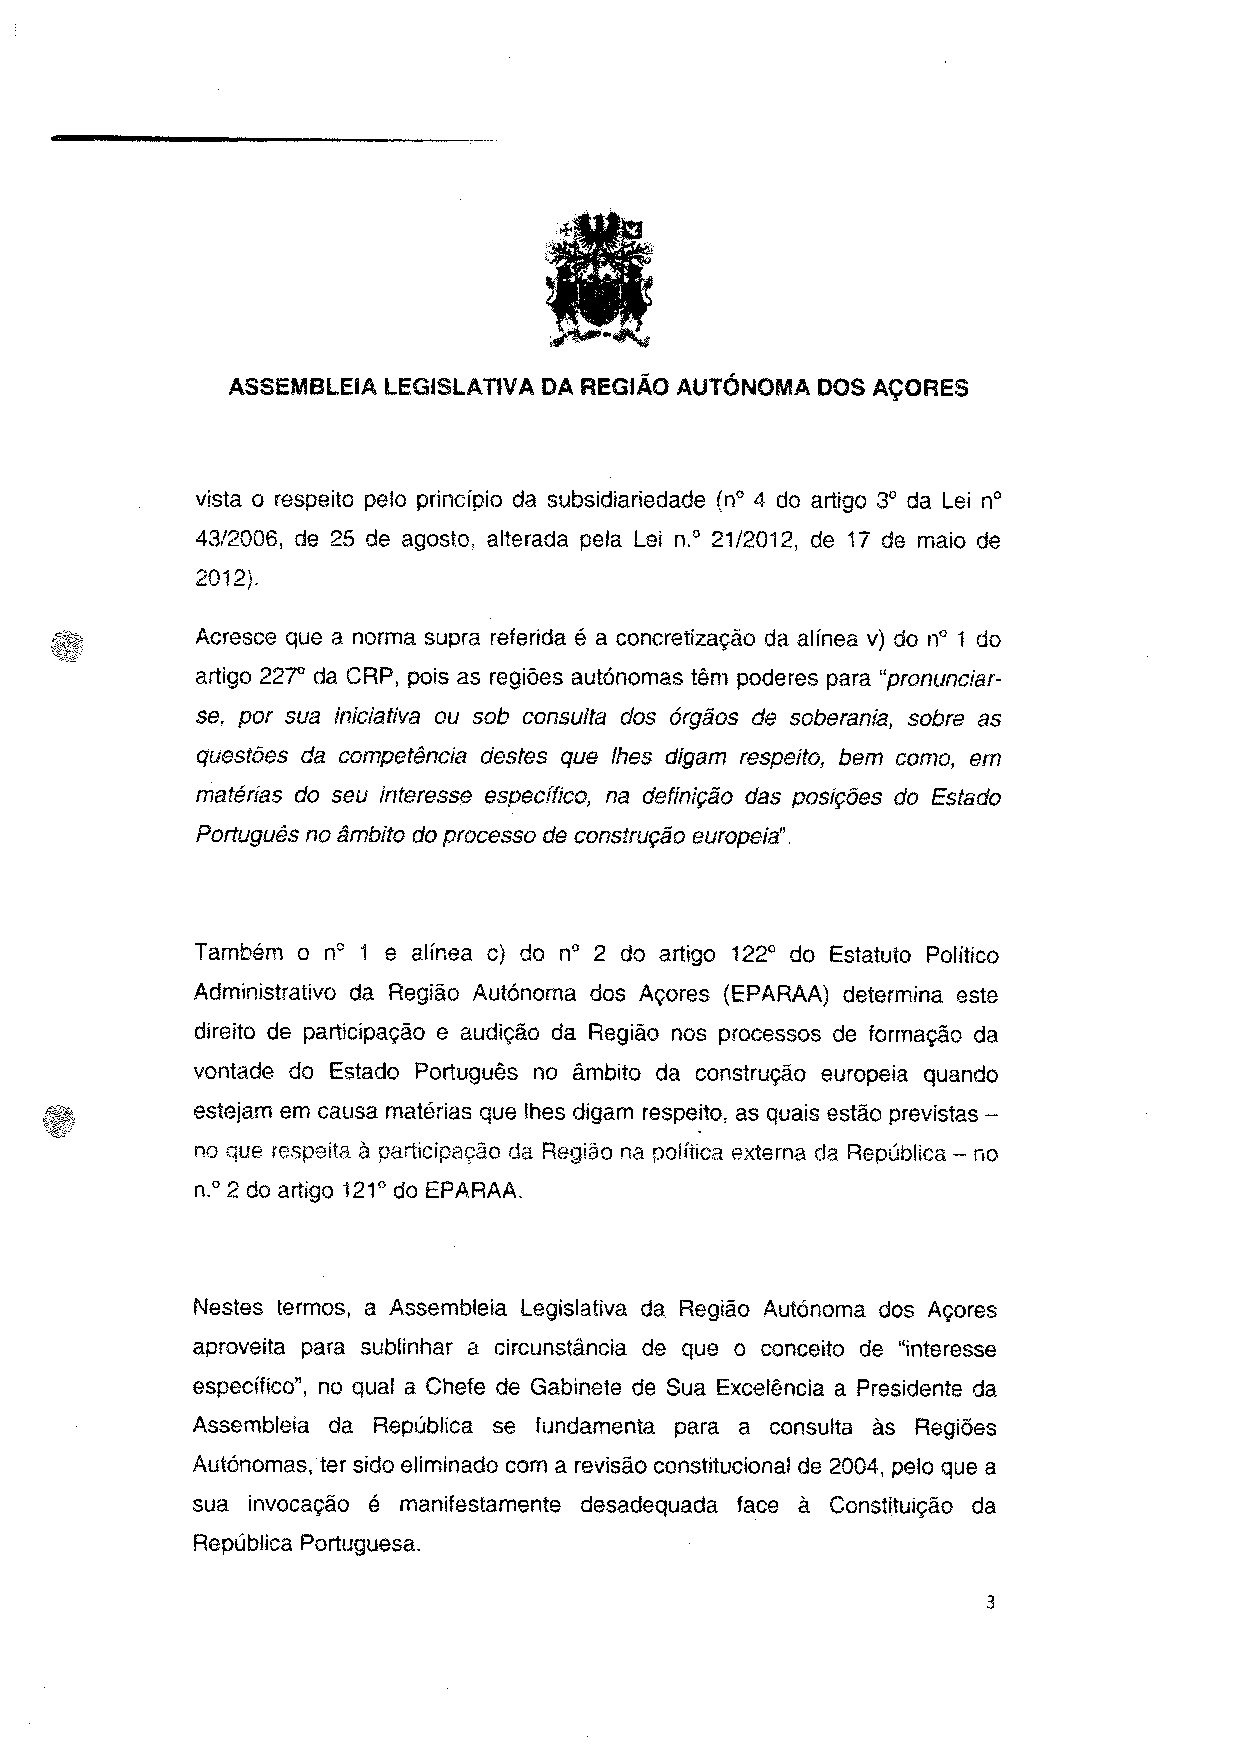 ASSEMBLEIA LEGISLATIVA DA REGIÃO AUTÓNOMA DOS AÇORES
vista o respeito pelo princípio da subsidiariedade (nº 4 do artigo 3º da Lei nº
43/2006, de 25 de agosto, alterada pela Lei n.º 21/2012, de 17 de maio de
2012).
Acresce que a norma supra referida é a concretização da alínea v) do nº 1 do
artigo 227º da CRP, pois as regiões autónomas têm poderes para “pronunciar-
se, por sua iniciativa ou sob consulta dos órgãos de soberania, sobre as
questões da competência destes que lhes digam respeito, bem como, em
matérias do seu interesse específico, na definição das posições do Estado
Português no âmbito do processo de construção europeia”.
Também o nº 1 e alínea c) do nº 2 do artigo 122º do Estatuto Político
Administrativo da Região Autónoma dos Açores (EPARAA) determina este
direito de participação e audição da Região nos processos de formação da
vontade do Estado Português no âmbito da construção europeia quando
estejam em causa matérias que lhes digam respeito, as quais estão previstas –
no que respeita à participação da Região na política externa da República – no
n.º 2 do artigo 121º do EPARAA.
Nestes termos, a Assembleia Legislativa da Região Autónoma dos Açores
aproveita para sublinhar a circunstância de que o conceito de “interesse
específico”, no qual a Chefe de Gabinete de Sua Excelência a Presidente da
Assembleia da República se fundamenta para a consulta às Regiões
Autónomas, ter sido eliminado com a revisão constitucional de 2004, pelo que a
sua invocação é manifestamente desadequada face à Constituição da
República Portuguesa.
3